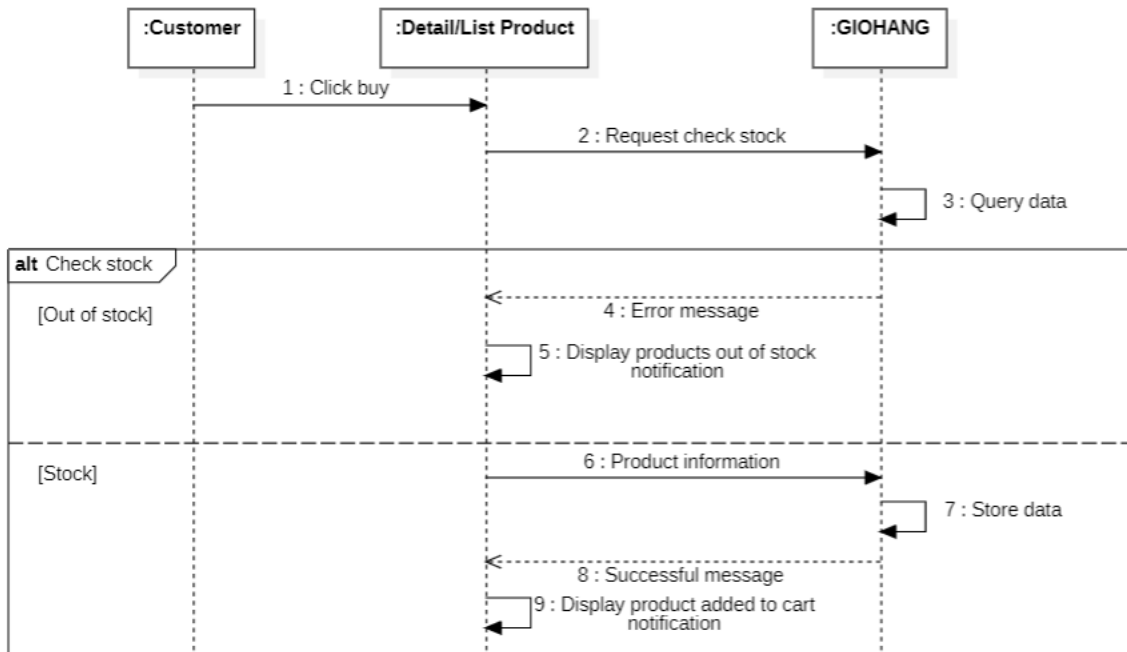 :Customer
:Detail/List Product
:GIOHANG
1 : Click buy
2 : Request check stock
3 : Query data
alt Check stock
[Out of stock]
4 : Error message
5 : Display products out of stock
notification
[Stock]
6 : Product information
7 : Store data
8 : Successful message
9 : Display product added to cart
notification